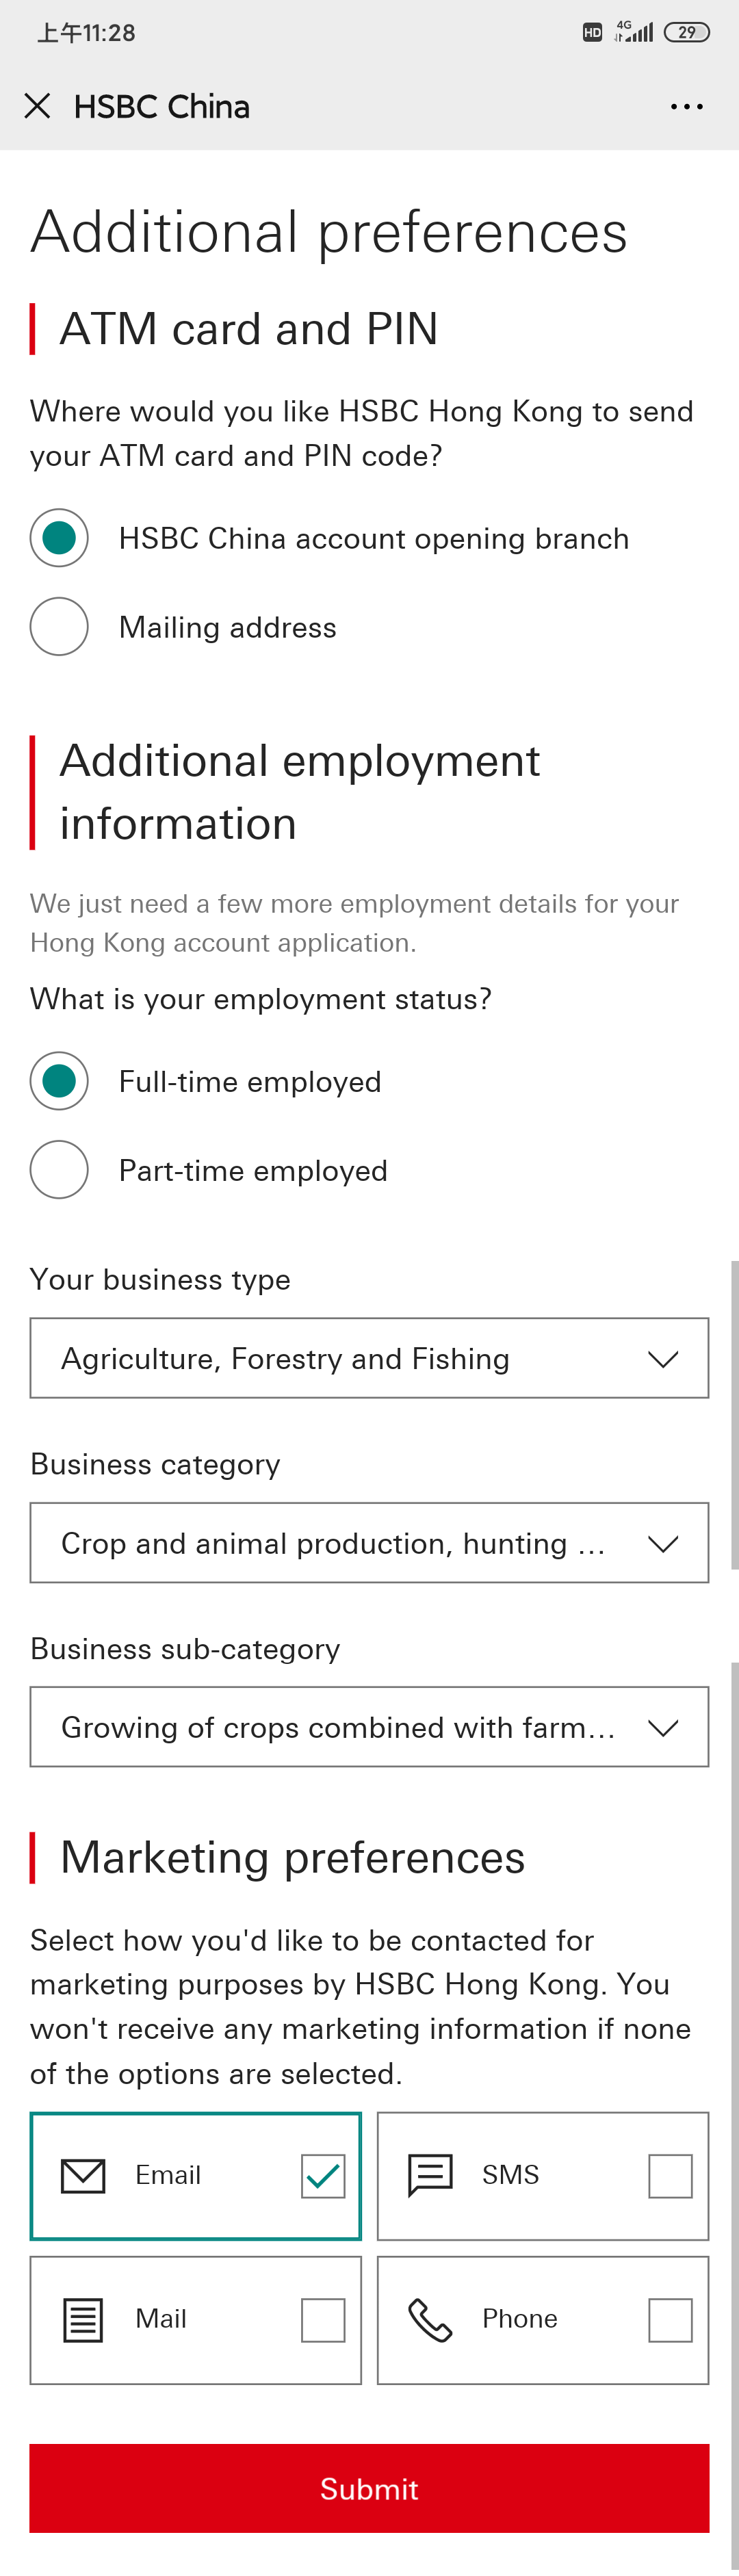 上午11:28
HD 4G 29
HSBC China
Additional preferences
ATM card and PIN
Where would you like HSBC Hong Kong to send
your ATM card and PIN code?
HSBC China account opening branch
Mailing address
Additional employment
information
We just need a few more employment details for your
Hong Kong account application.
What is your employment status?
Full-time employed
Part-time employed
Your business type
Agriculture, Forestry and Fishing
Business category
Crop and animal production, hunting ...
Business sub-category
Growing of crops combined with farm...
Marketing preferences
Select how you'd like to be contacted for
marketing purposes by HSBC Hong Kong. You
won't receive any marketing information if none
of the options are selected.
Email SMS
Mail Phone
Submit